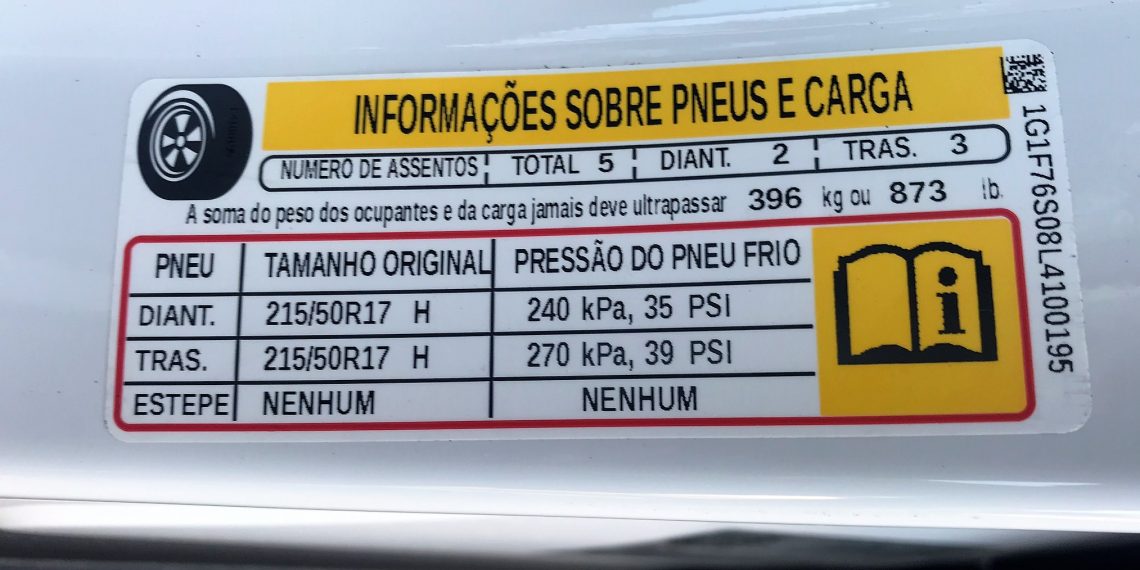 INFORMAÇÕES SOBRE PNEUS E CARGA
NUMERO DE ASSENTOS TOTAL 5 DIANT. 2 TRÁS. 3
A soma do peso dos ocupantes e da carga jamais deve ultrapassar 396 kg ou 873 lb.
PNEU TAMANHO ORIGINAL PRESSÃO DO PNEU FRIO
DIANT. 215/50R17 H 240 kPa, 35 PSI
TRAS. 215/50R17 H 270 kPa, 39 PSI
ESTEPE NENHUM NENHUM
1G1F76S08L4100195